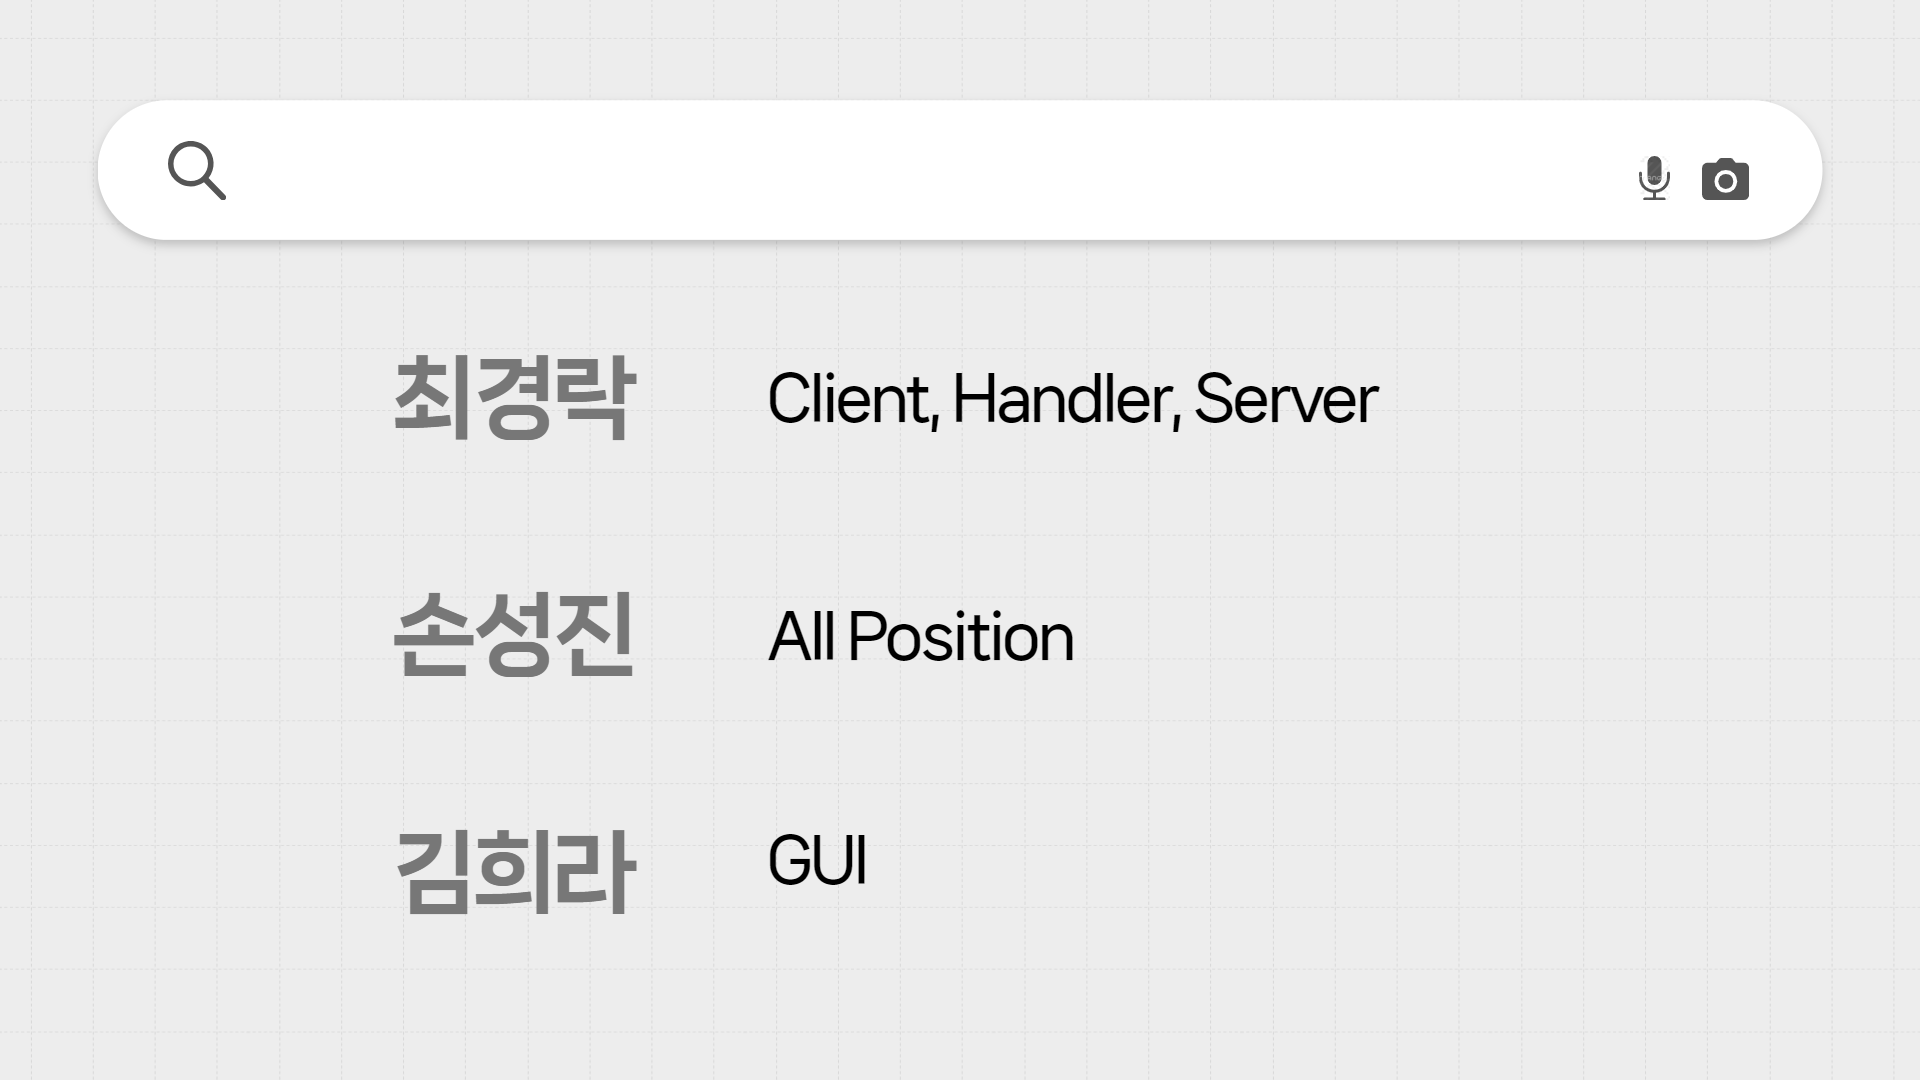 최경락 Client, Handler, Server
손성진 All Position
김희라 GUI